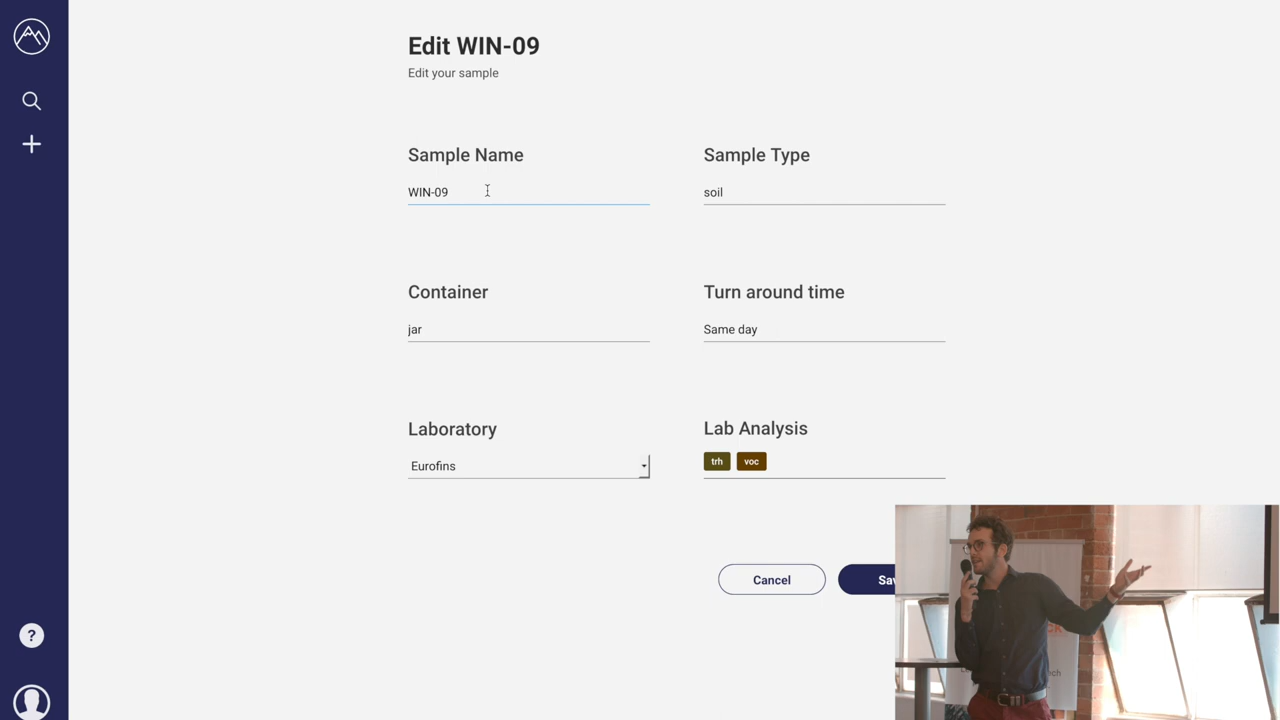 Edit WIN-09
Edit your sample
Sample Name
Sample Type
WIN-09
soil
Container
Turn around time
jar
Same day
Laboratory
Lab Analysis
Eurofins
trh
voc
Cancel
Sav
?